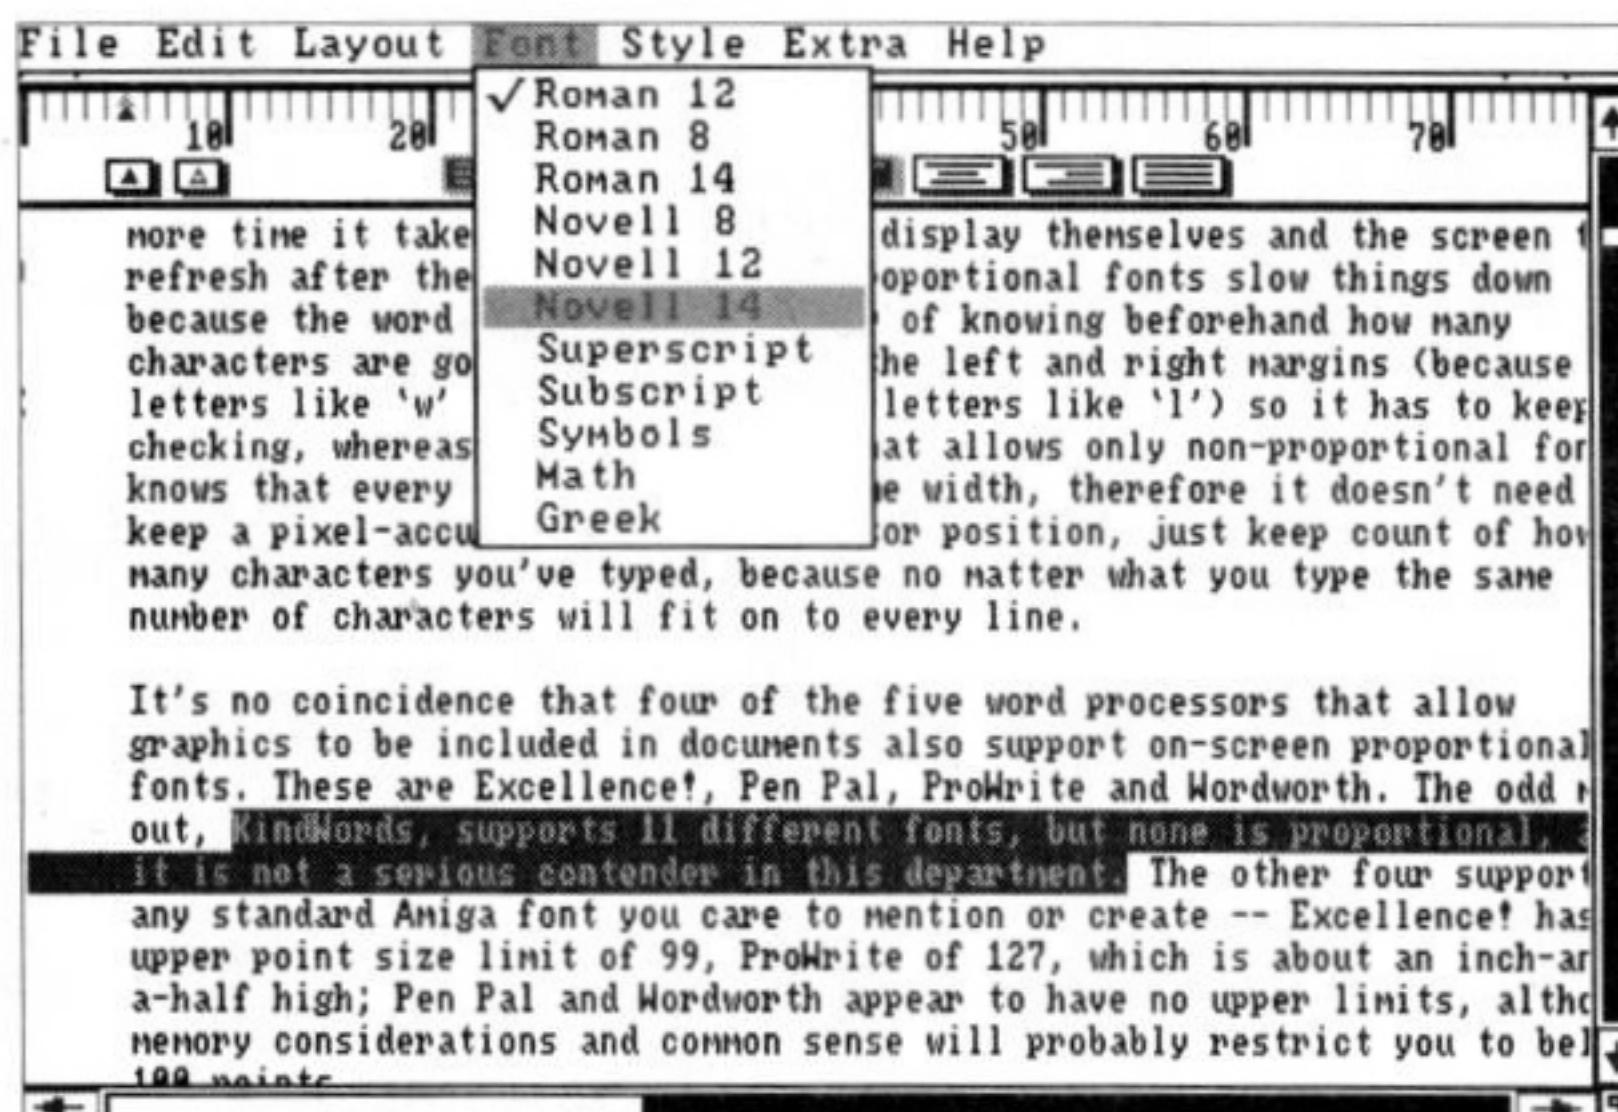 File Edit Layout Font Style Extra Help
10 20 50 60 70
✓Roman 12
Roman 8
Roman 14
Novell 8
Novell 12
Novell 14
Superscript
Subscript
Symbols
Math
Greek
more time it take display themselves and the screen t
refresh after the oportional fonts slow things down
because the word of knowing beforehand how many
characters are go he left and right margins (because
letters like `w' letters like `l') so it has to keep
checking, whereas at allows only non-proportional for
knows that every e width, therefore it doesn't need
keep a pixel-accu or position, just keep count of how
many characters you've typed, because no matter what you type the same
number of characters will fit on to every line.
It's no coincidence that four of the five word processors that allow
graphics to be included in documents also support on-screen proportional
fonts. These are Excellence!, Pen Pal, ProWrite and Wordworth. The odd
out, KindWords, supports 11 different fonts, but none is proportional, a
it is not a serious contender in this department. The other four support
any standard Amiga font you care to mention or create -- Excellence! has
upper point size limit of 99, ProWrite of 127, which is about an inch-an
a-half high; Pen Pal and Wordworth appear to have no upper limits, altho
memory considerations and common sense will probably restrict you to bel
100 points